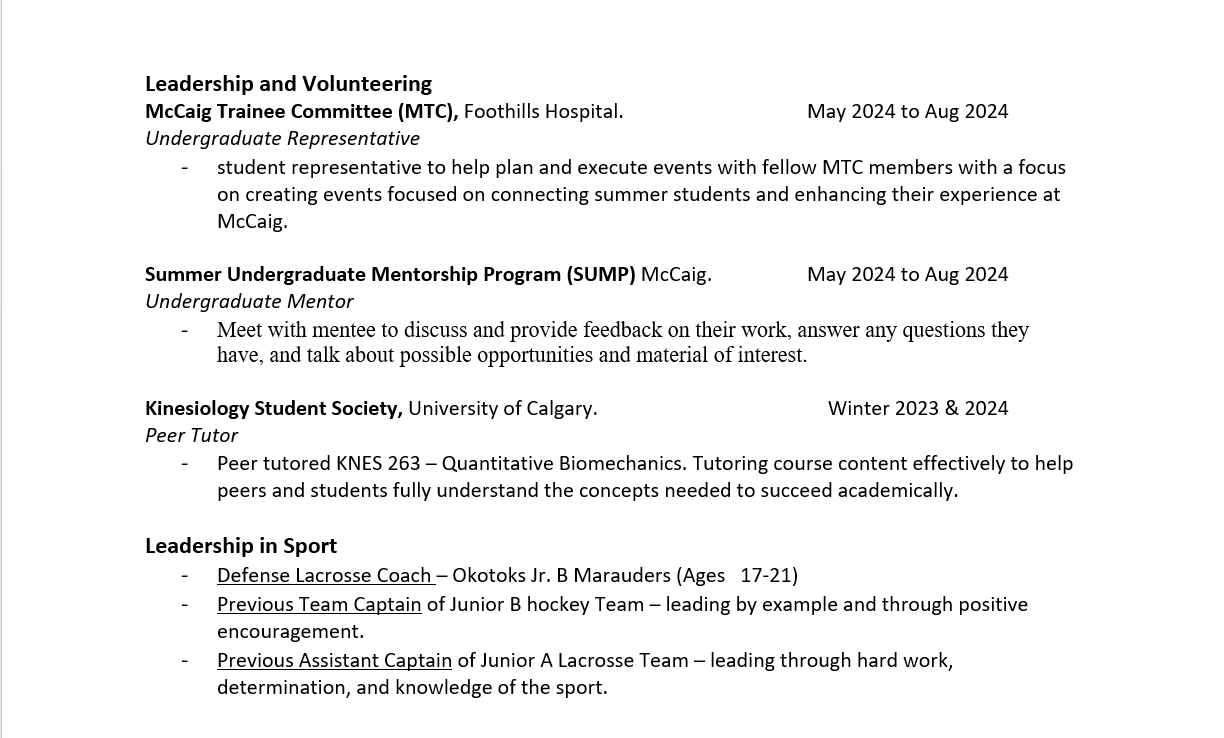 Leadership and Volunteering
McCaig Trainee Committee (MTC), Foothills Hospital. May 2024 to Aug 2024
Undergraduate Representative
- student representative to help plan and execute events with fellow MTC members with a focus
on creating events focused on connecting summer students and enhancing their experience at
McCaig.
Summer Undergraduate Mentorship Program (SUMP) McCaig. May 2024 to Aug 2024
Undergraduate Mentor
- Meet with mentee to discuss and provide feedback on their work, answer any questions they
have, and talk about possible opportunities and material of interest.
Kinesiology Student Society, University of Calgary. Winter 2023 & 2024
Peer Tutor
- Peer tutored KNES 263 – Quantitative Biomechanics. Tutoring course content effectively to help
peers and students fully understand the concepts needed to succeed academically.
Leadership in Sport
- Defense Lacrosse Coach – Okotoks Jr. B Marauders (Ages 17-21)
- Previous Team Captain of Junior B hockey Team – leading by example and through positive
encouragement.
- Previous Assistant Captain of Junior A Lacrosse Team – leading through hard work,
determination, and knowledge of the sport.